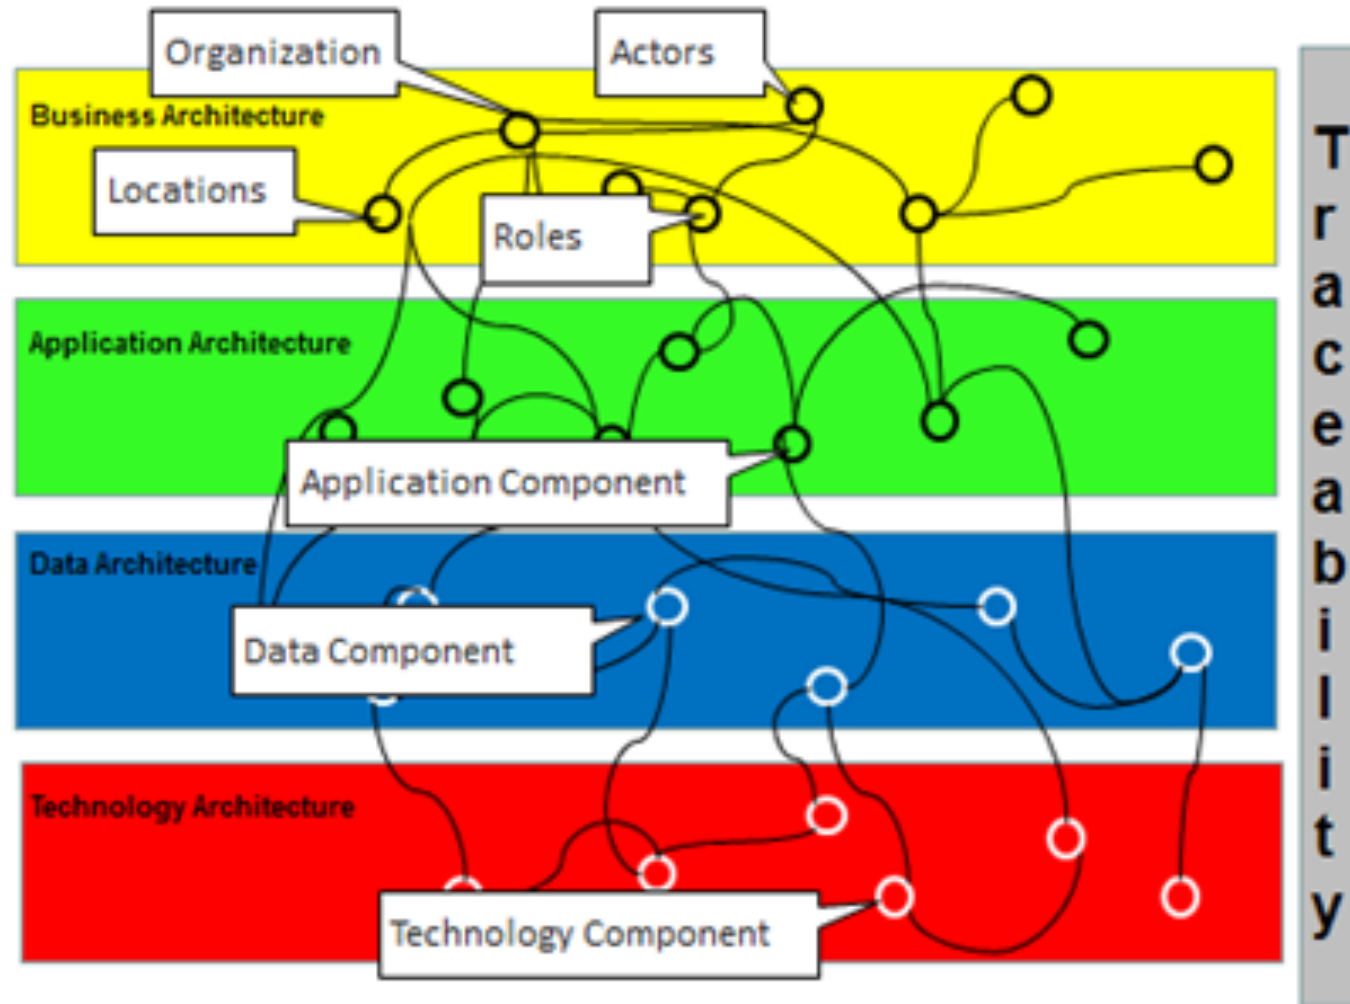 Organization
Actors
Business Architecture
Locations
Roles
Application Architecture
Application Component
Data Architecture
Data Component
Technology Architecture
Technology Component
Traceability